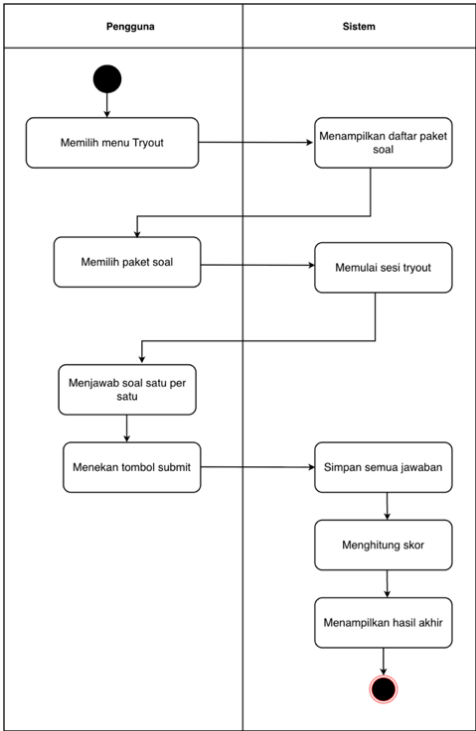 Pengguna
Sistem
Memilih menu Tryout
Menampilkan daftar paket
soal
Memilih paket soal
Memulai sesi tryout
Menjawab soal satu per
satu
Menekan tombol submit
Simpan semua jawaban
Menghitung skor
Menampilkan hasil akhir